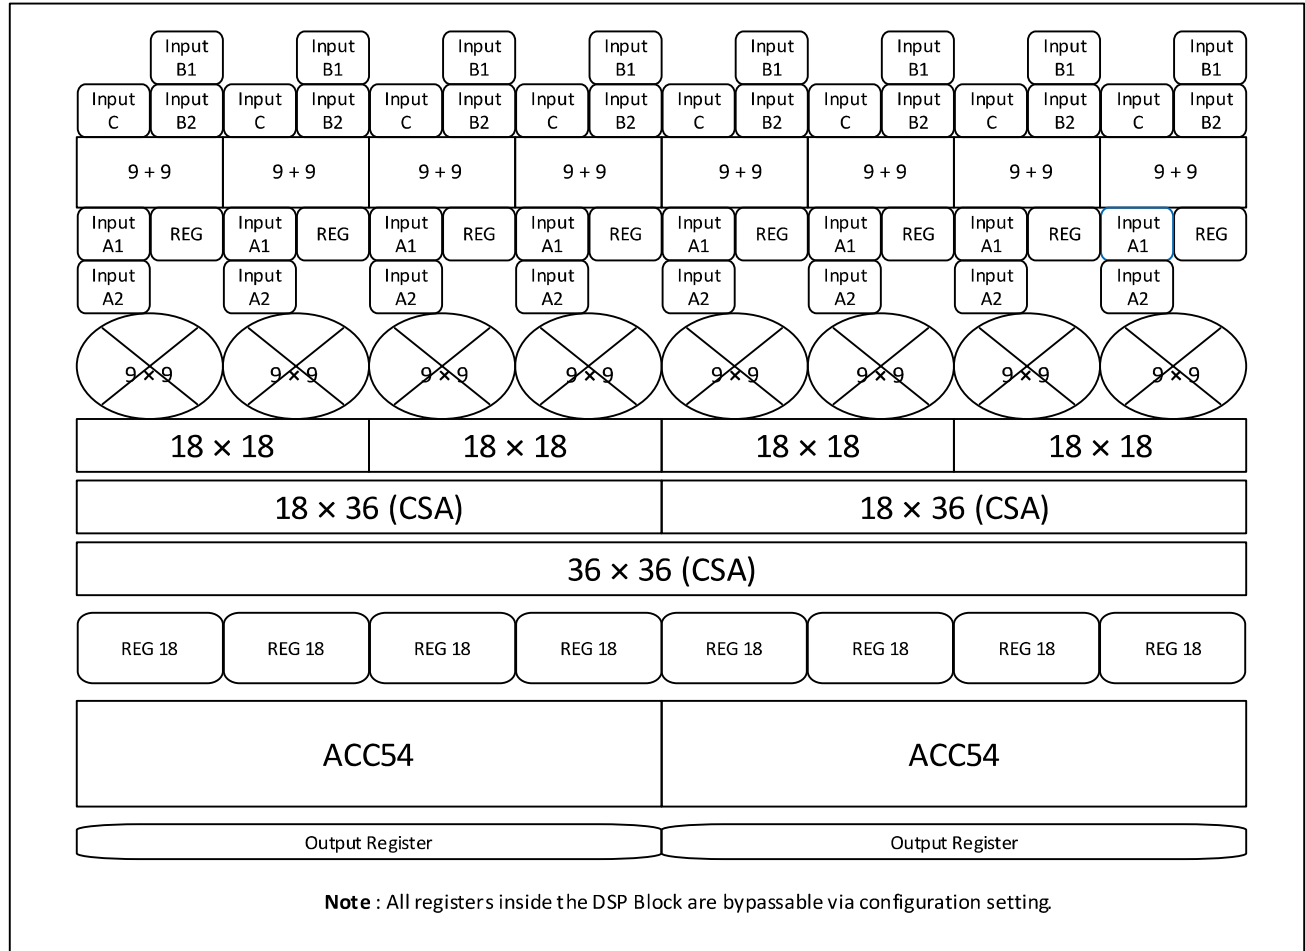 Input B1 Input B1 Input B1 Input B1 Input B1 Input B1 Input B1 Input B1
Input C Input B2 Input C Input B2 Input C Input B2 Input C Input B2 Input C Input B2 Input C Input B2 Input C Input B2 Input C Input B2
9 + 9 9 + 9 9 + 9 9 + 9 9 + 9 9 + 9 9 + 9 9 + 9
Input A1 REG Input A1 REG Input A1 REG Input A1 REG Input A1 REG Input A1 REG Input A1 REG Input A1 REG
Input A2 Input A2 Input A2 Input A2 Input A2 Input A2 Input A2 Input A2
9 × 9 9 × 9 9 × 9 9 × 9 9 × 9 9 × 9 9 × 9 9 × 9
18 × 18 18 × 18 18 × 18 18 × 18
18 × 36 (CSA) 18 × 36 (CSA)
36 × 36 (CSA)
REG 18 REG 18 REG 18 REG 18 REG 18 REG 18 REG 18 REG 18
ACC54 ACC54
Output Register Output Register
Note : All registers inside the DSP Block are bypassable via configuration setting.